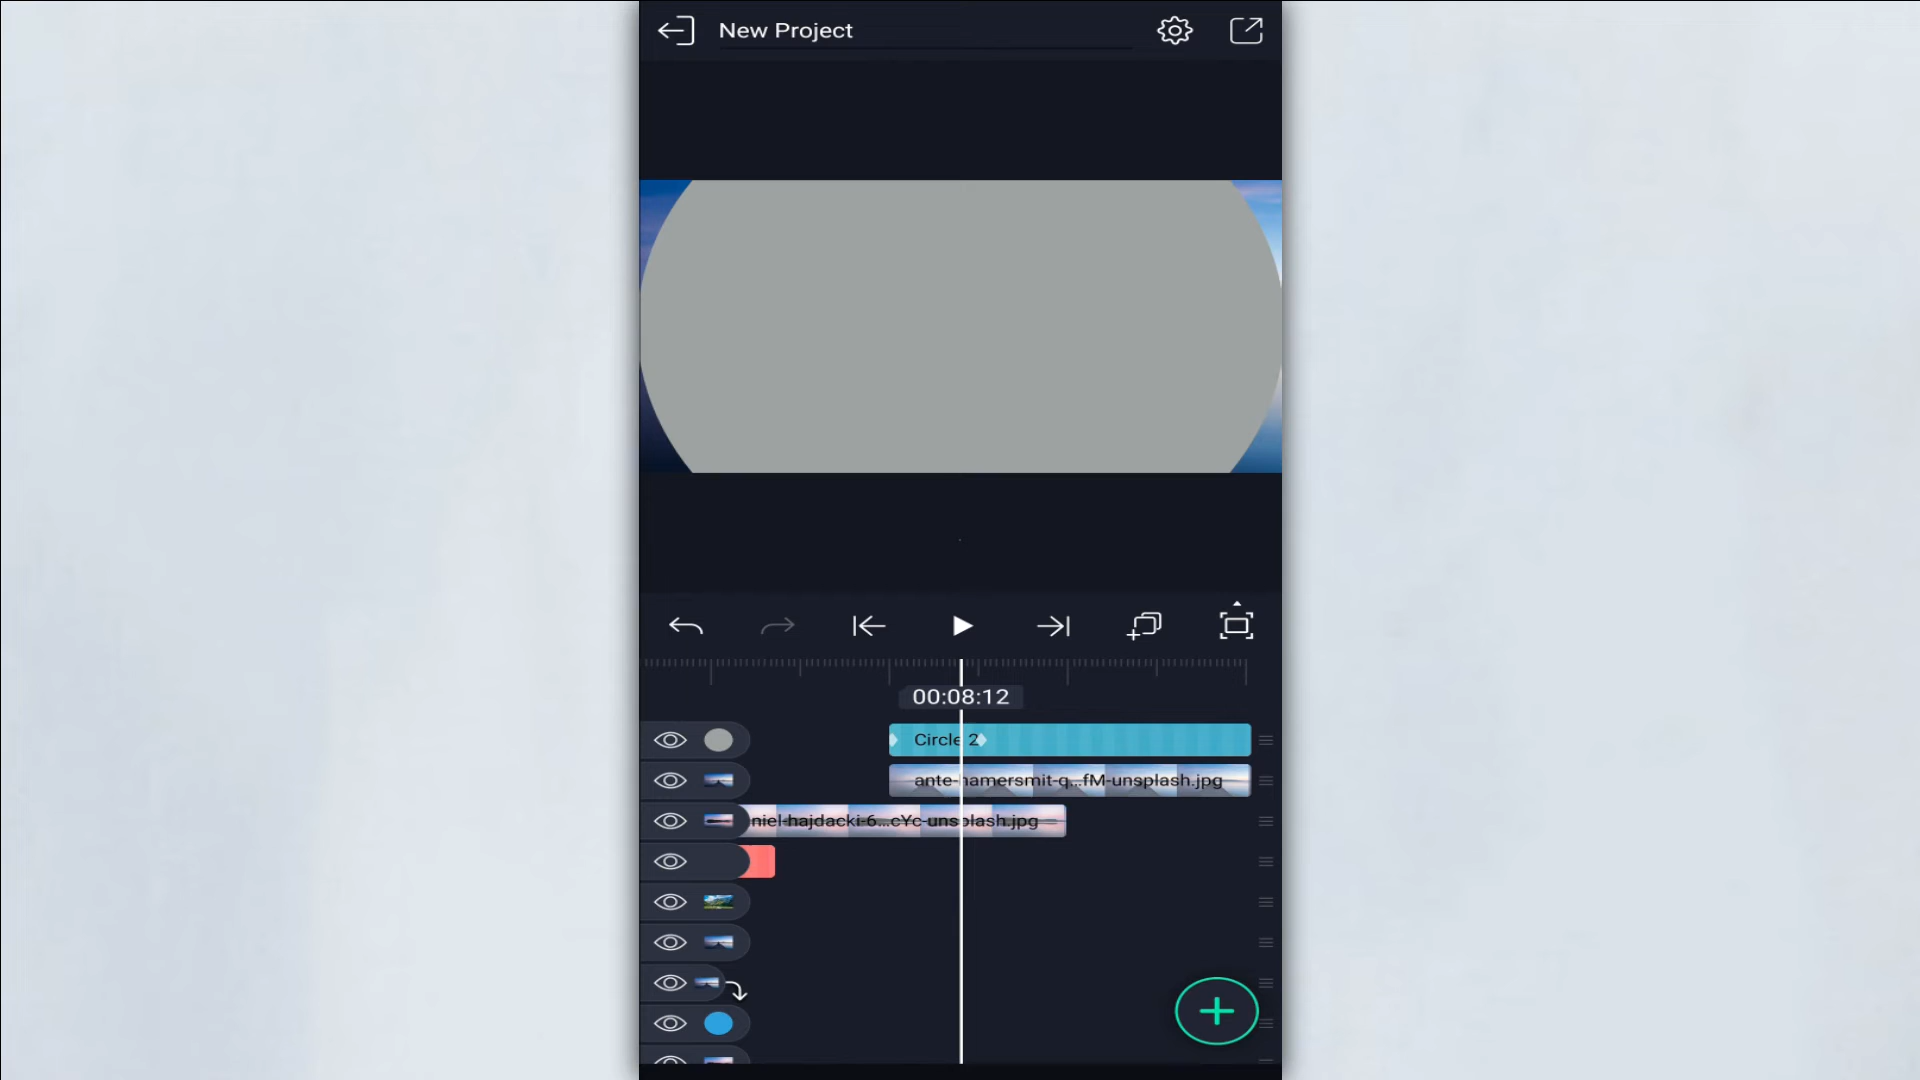 New Project
00:08:12
Circle 2
ante-hamersmit-q...fM-unsplash.jpg
niel-hajdacki-6...cYc-unsplash.jpg